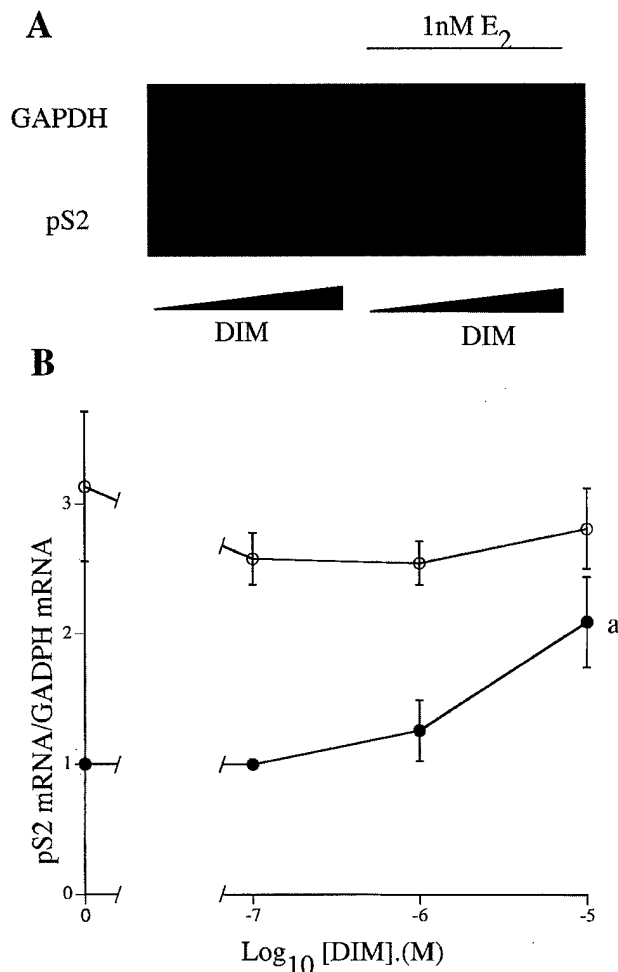 A
1nM E2
GAPDH
pS2
DIM
DIM
B
pS2 mRNA/GADPH mRNA
3
2
1
0
a
0
-7
-6
-5
Log10 [DIM].(M)